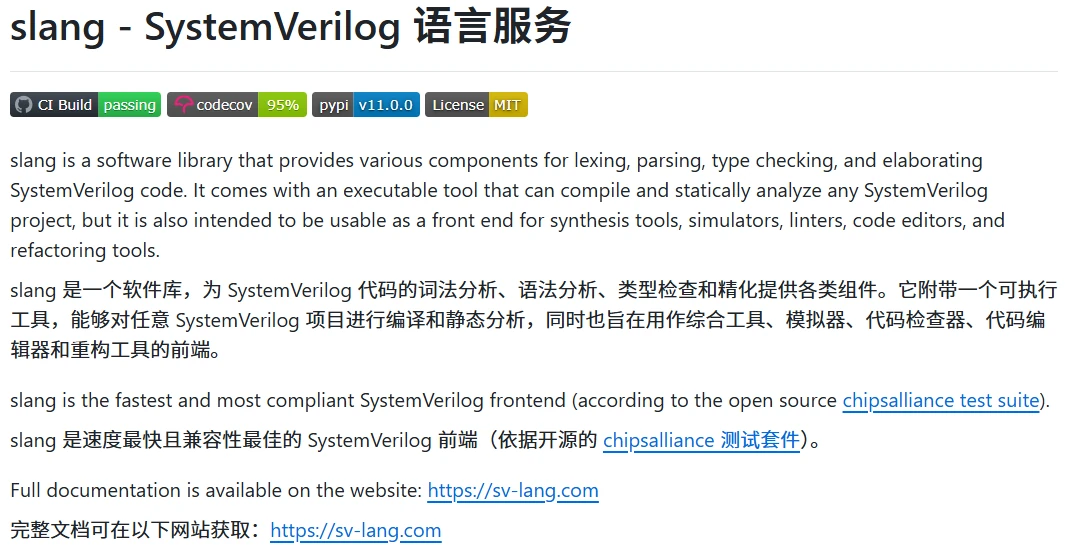 slang - SystemVerilog 语言服务
CI Build passing codecov 95% pypi v11.0.0 License MIT
slang is a software library that provides various components for lexing, parsing, type checking, and elaborating
SystemVerilog code. It comes with an executable tool that can compile and statically analyze any SystemVerilog
project, but it is also intended to be usable as a front end for synthesis tools, simulators, linters, code editors, and
refactoring tools.
slang 是一个软件库，为 SystemVerilog 代码的词法分析、语法分析、类型检查和精化提供各类组件。它附带一个可执行
工具，能够对任意 SystemVerilog 项目进行编译和静态分析，同时也旨在用作综合工具、模拟器、代码检查器、代码编
辑器和重构工具的前端。
slang is the fastest and most compliant SystemVerilog frontend (according to the open source chipsalliance test suite).
slang 是速度最快且兼容性最佳的 SystemVerilog 前端（依据开源的 chipsalliance 测试套件）。
Full documentation is available on the website: https://sv-lang.com
完整文档可在以下网站获取：https://sv-lang.com